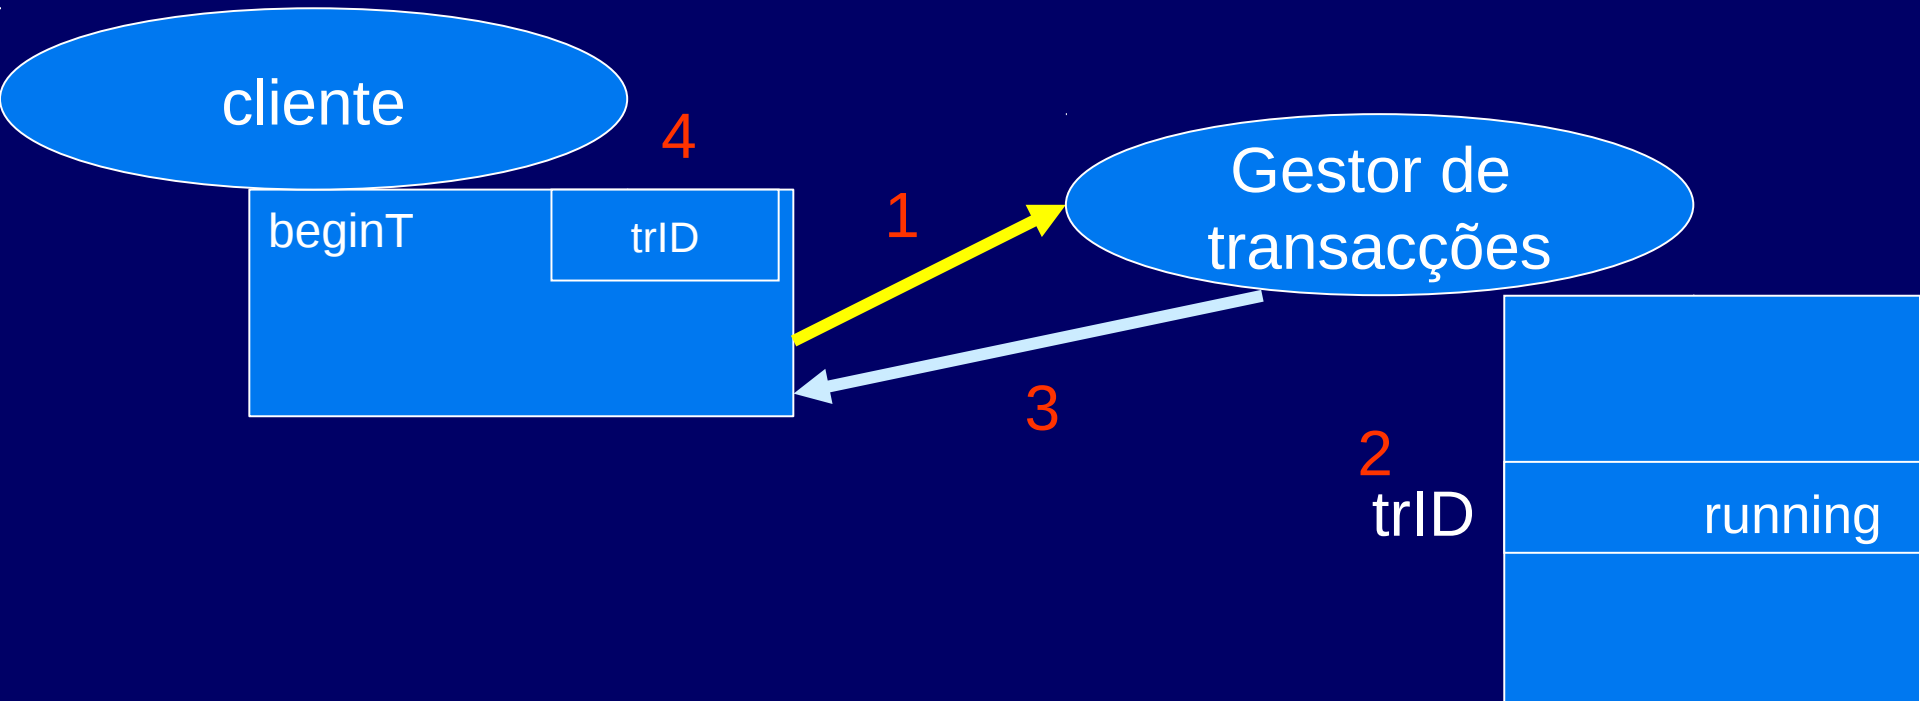 cliente
4
1
Gestor de
transacções
beginT
trID
3
2
trID
running